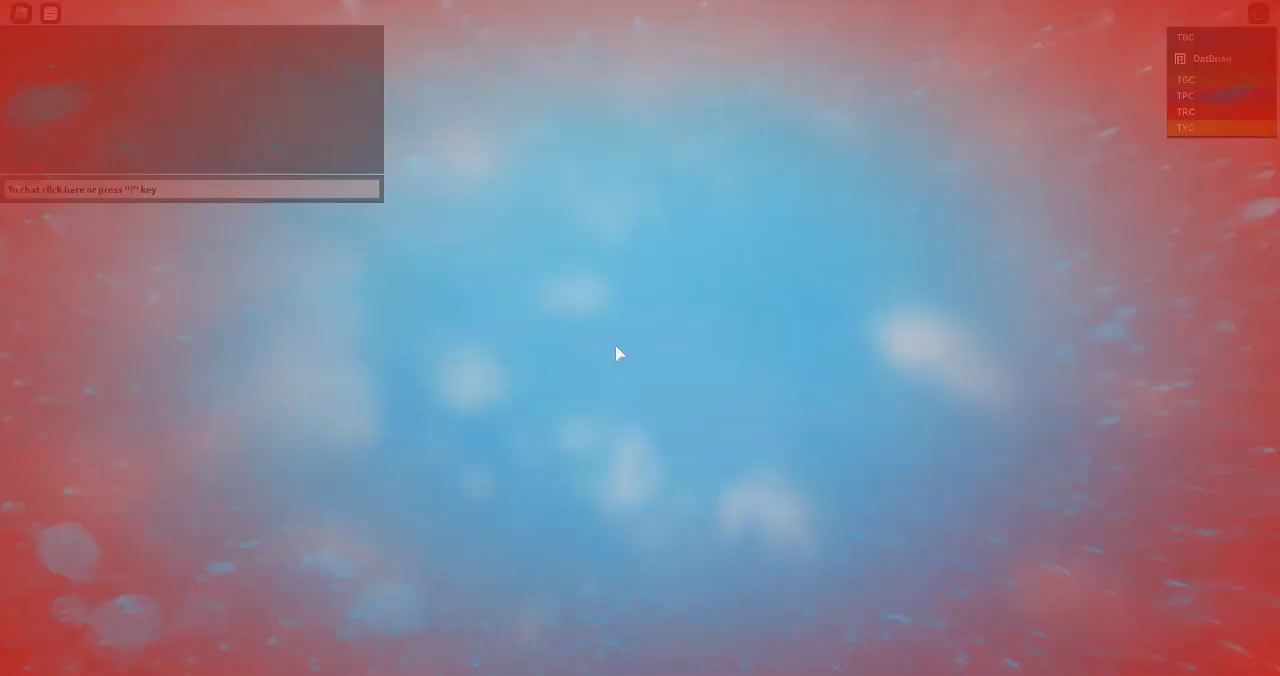 TBC
DatBrian
TGC
TPC
TRC
TYC
To chat click here or press "/" key